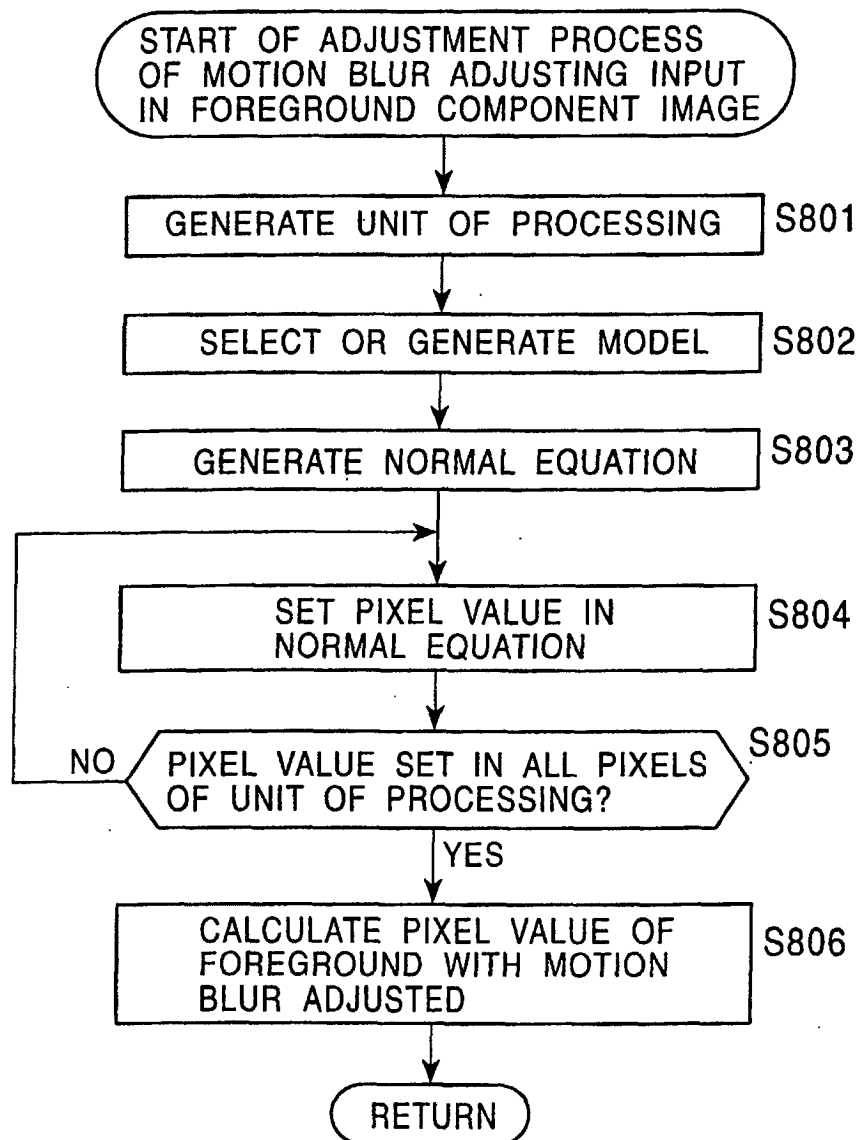 START OF ADJUSTMENT PROCESS
OF MOTION BLUR ADJUSTING INPUT
IN FOREGROUND COMPONENT IMAGE
GENERATE UNIT OF PROCESSING
S801
SELECT OR GENERATE MODEL
S802
GENERATE NORMAL EQUATION
S803
SET PIXEL VALUE IN
NORMAL EQUATION
S804
PIXEL VALUE SET IN ALL PIXELS
OF UNIT OF PROCESSING?
S805
NO
YES
CALCULATE PIXEL VALUE OF
FOREGROUND WITH MOTION
BLUR ADJUSTED
S806
RETURN